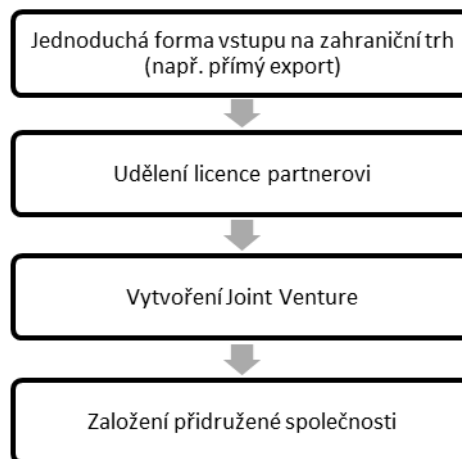 Jednoduchá forma vstupu na zahraniční trh
(např. přímý export)
Udělení licence partnerovi
Vytvoření Joint Venture
Založení přidružené společnosti